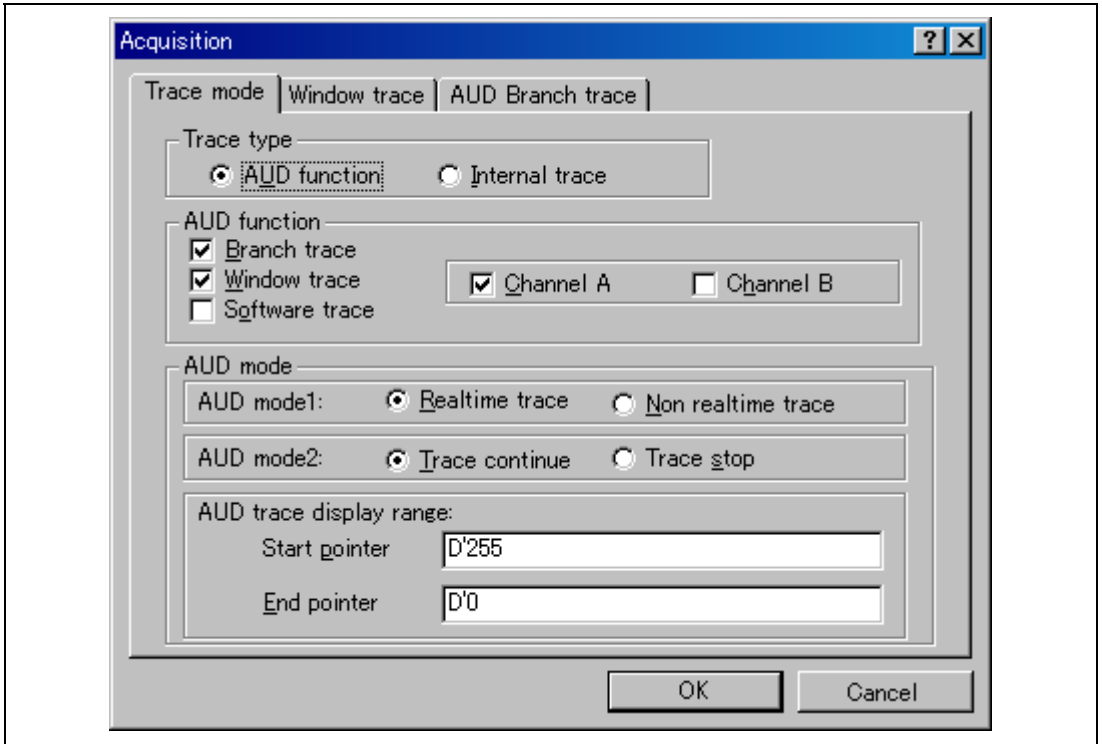 Acquisition
Trace mode Window trace AUD Branch trace
Trace type
AUD function Internal trace
AUD function
Branch trace
Window trace Channel A Channel B
Software trace
AUD mode
AUD mode1: Realtime trace Non realtime trace
AUD mode2: Trace continue Trace stop
AUD trace display range:
Start pointer D'255
End pointer D'0
OK Cancel